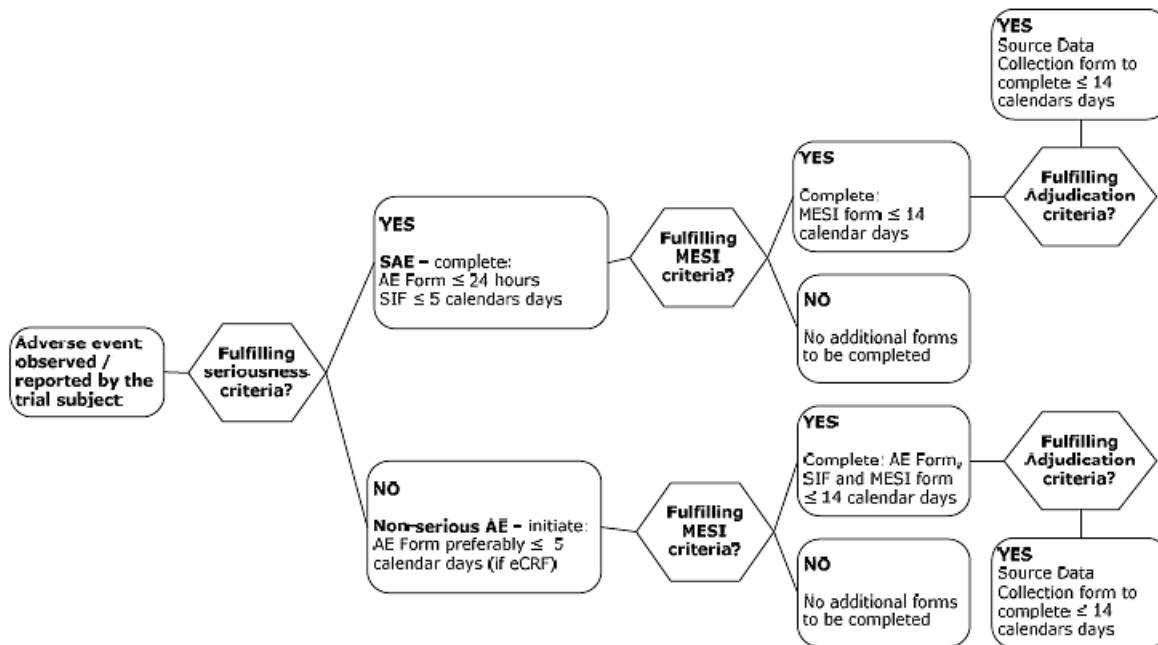 Adverse event
observed /
reported by the
trial subject
Fulfilling
seriousness
criteria?
YES
SAE – complete:
AE Form ≤ 24 hours
SIF ≤ 5 calendars days
Fulfilling
MESI
criteria?
YES
Complete:
MESI form ≤ 14
calendar days
Fulfilling
Adjudication
criteria?
YES
Source Data
Collection form to
complete ≤ 14
calendars days
NO
No additional forms
to be completed
NO
Non-serious AE – initiate:
AE Form preferably ≤ 5
calendar days (if eCRF)
Fulfilling
MESI
criteria?
YES
Complete: AE Form,
SIF and MESI form
≤ 14 calendar days
Fulfilling
Adjudication
criteria?
YES
Source Data
Collection form to
complete ≤ 14
calendars days
NO
No additional forms
to be completed